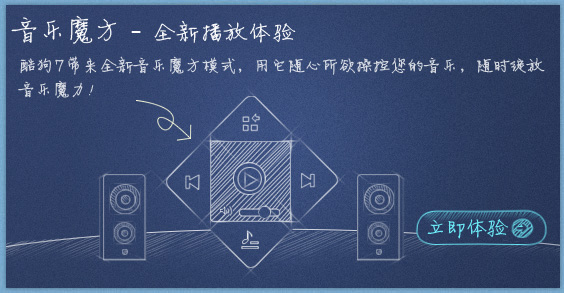 音乐魔方 - 全新播放体验
酷狗7带来全新音乐魔方模式，用它随心所欲操控您的音乐，随时绽放
音乐魔力！
立即体验